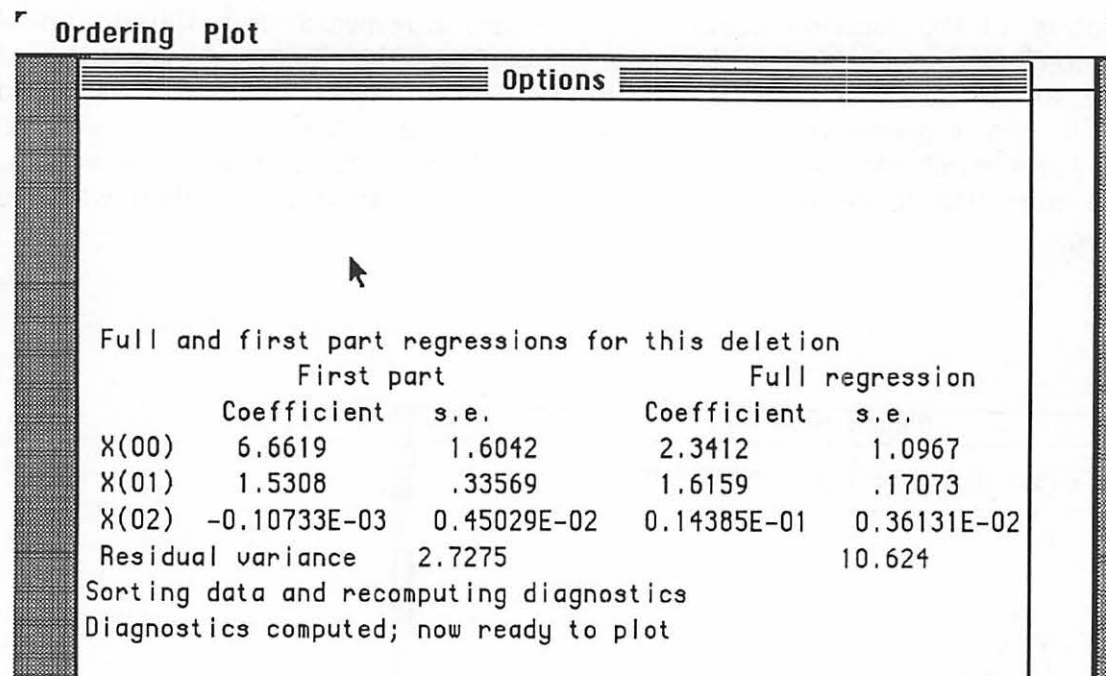 r
Ordering Plot
Options
Full and first part regressions for this deletion
First part Full regression
Coefficient s.e. Coefficient s.e.
X(00) 6.6619 1.6042 2.3412 1.0967
X(01) 1.5308 .33569 1.6159 .17073
X(02) -0.10733E-03 0.45029E-02 0.14385E-01 0.36131E-02
Residual variance 2.7275 10.624
Sorting data and recomputing diagnostics
Diagnostics computed; now ready to plot